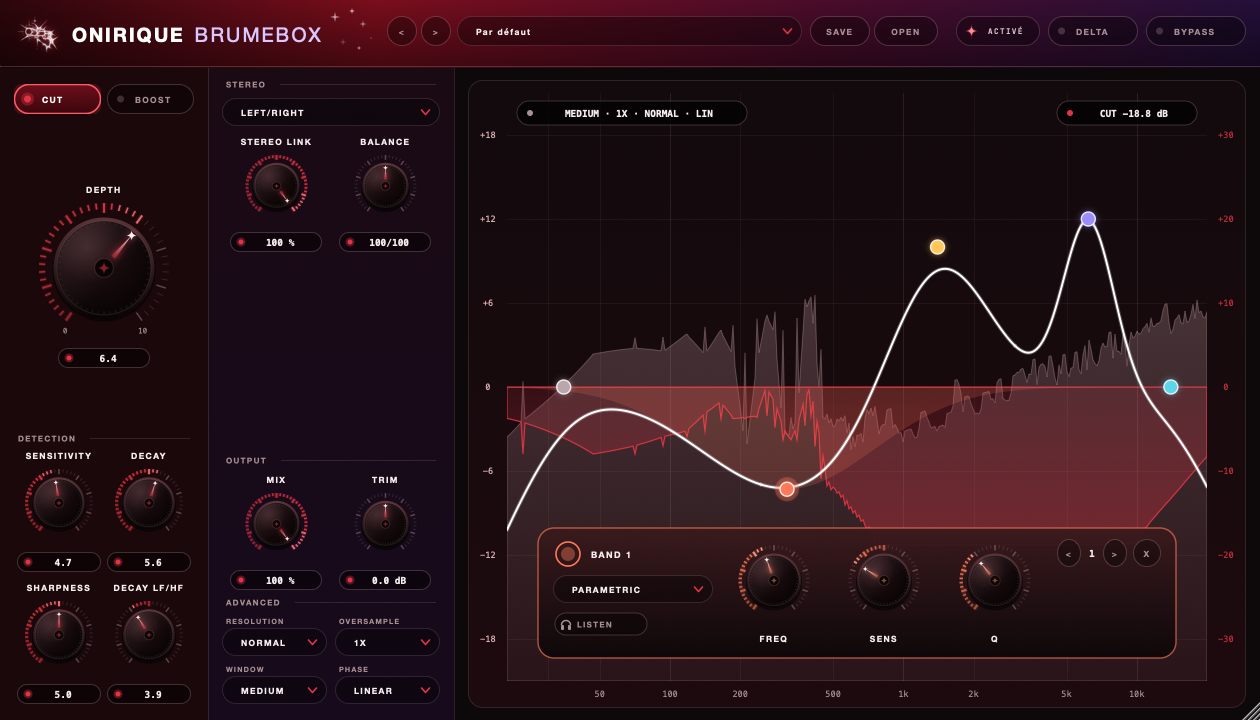 ONIRIQUE BRUMEBOX
< > Par défaut SAVE OPEN ACTIVÉ DELTA BYPASS
CUT BOOST
DEPTH
0 10
6.4
DETECTION
SENSITIVITY DECAY
4.7 5.6
SHARPNESS DECAY LF/HF
5.0 3.9
STEREO
LEFT/RIGHT
STEREO LINK BALANCE
100 % 100/100
OUTPUT
MIX TRIM
100 % 0.0 dB
ADVANCED
RESOLUTION OVERSAMPLE
NORMAL 1X
WINDOW PHASE
MEDIUM LINEAR
MEDIUM · 1X · NORMAL · LIN CUT −18.8 dB
+18 +30
+12 +20
+6 +10
0 0
−6 −10
−12 −20
−18 −30
BAND 1 < 1 > X
PARAMETRIC
LISTEN
FREQ SENS Q
50 100 200 500 1k 2k 5k 10k